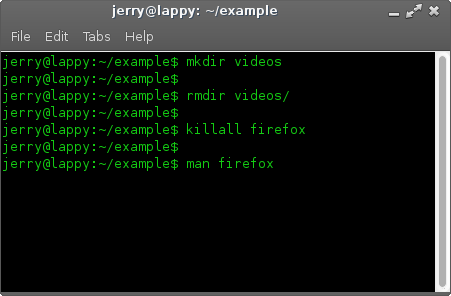 jerry@lappy: ~/example
File Edit Tabs Help
jerry@lappy:~/example$ mkdir videos
jerry@lappy:~/example$
jerry@lappy:~/example$ rmdir videos/
jerry@lappy:~/example$
jerry@lappy:~/example$ killall firefox
jerry@lappy:~/example$
jerry@lappy:~/example$ man firefox